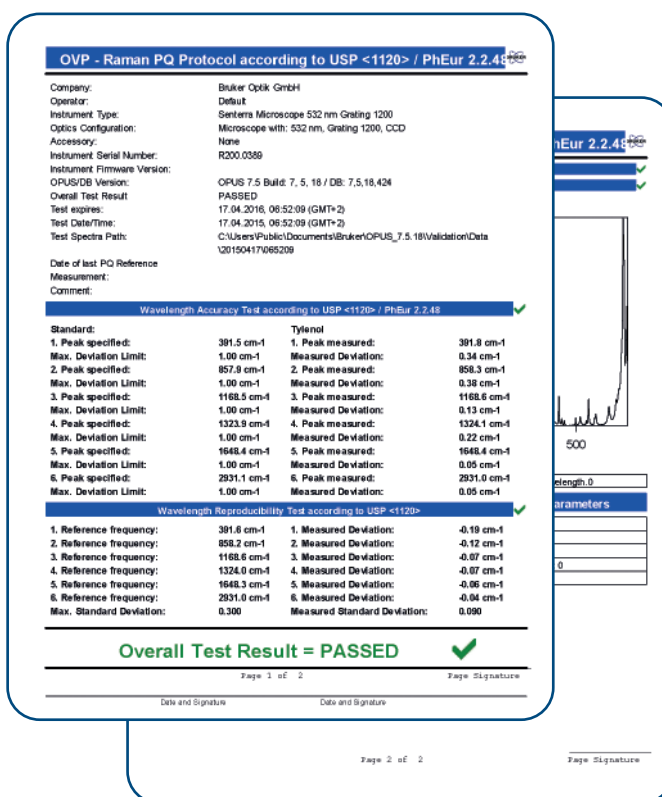 OVP - Raman PQ Protocol according to USP <1120> / PhEur 2.2.48
Company: Bruker Optik GmbH
Operator: Default
Instrument Type: Senterra Microscope 532 nm Grating 1200
Optics Configuration: Microscope with: 532 nm, Grating 1200, CCD
Accessory: None
Instrument Serial Number: R200.0389
Instrument Firmware Version:
OPUS/DB Version: OPUS 7.5 Build: 7, 5, 18 / DB: 7,5,18,424
Overall Test Result PASSED
Test expires: 17.04.2016, 06:52:09 (GMT+2)
Test Date/Time: 17.04.2015, 06:52:09 (GMT+2)
Test Spectra Path: C:\Users\Public\Documents\Bruker\OPUS_7.5.18\Validation\Data
\20150417\065209
Date of last PQ Reference
Measurement:
Comment:
Wavelength Accuracy Test according to USP <1120> / PhEur 2.2.48
Standard: Tylenol
1. Peak specified: 391.5 cm-1 1. Peak measured: 391.8 cm-1
Max. Deviation Limit: 1.00 cm-1 Measured Deviation: 0.34 cm-1
2. Peak specified: 857.9 cm-1 2. Peak measured: 858.3 cm-1
Max. Deviation Limit: 1.00 cm-1 Measured Deviation: 0.38 cm-1
3. Peak specified: 1168.5 cm-1 3. Peak measured: 1168.6 cm-1
Max. Deviation Limit: 1.00 cm-1 Measured Deviation: 0.13 cm-1
4. Peak specified: 1323.9 cm-1 4. Peak measured: 1324.1 cm-1
Max. Deviation Limit: 1.00 cm-1 Measured Deviation: 0.22 cm-1
5. Peak specified: 1648.4 cm-1 5. Peak measured: 1648.4 cm-1
Max. Deviation Limit: 1.00 cm-1 Measured Deviation: 0.05 cm-1
6. Peak specified: 2931.1 cm-1 6. Peak measured: 2931.0 cm-1
Max. Deviation Limit: 1.00 cm-1 Measured Deviation: 0.05 cm-1
Wavelength Reproducibility Test according to USP <1120>
1. Reference frequency: 391.6 cm-1 1. Measured Deviation: -0.19 cm-1
2. Reference frequency: 858.2 cm-1 2. Measured Deviation: -0.12 cm-1
3. Reference frequency: 1168.6 cm-1 3. Measured Deviation: -0.07 cm-1
4. Reference frequency: 1324.0 cm-1 4. Measured Deviation: -0.07 cm-1
5. Reference frequency: 1648.3 cm-1 5. Measured Deviation: -0.06 cm-1
6. Reference frequency: 2931.0 cm-1 6. Measured Deviation: -0.04 cm-1
Max. Standard Deviation: 0.300 Measured Standard Deviation: 0.090
Overall Test Result = PASSED
Page 1 of 2 Page Signature
Date and Signature Date and Signature
hEur 2.2.48
500
elength.0
arameters
0
Page 2 of 2 Page Signature